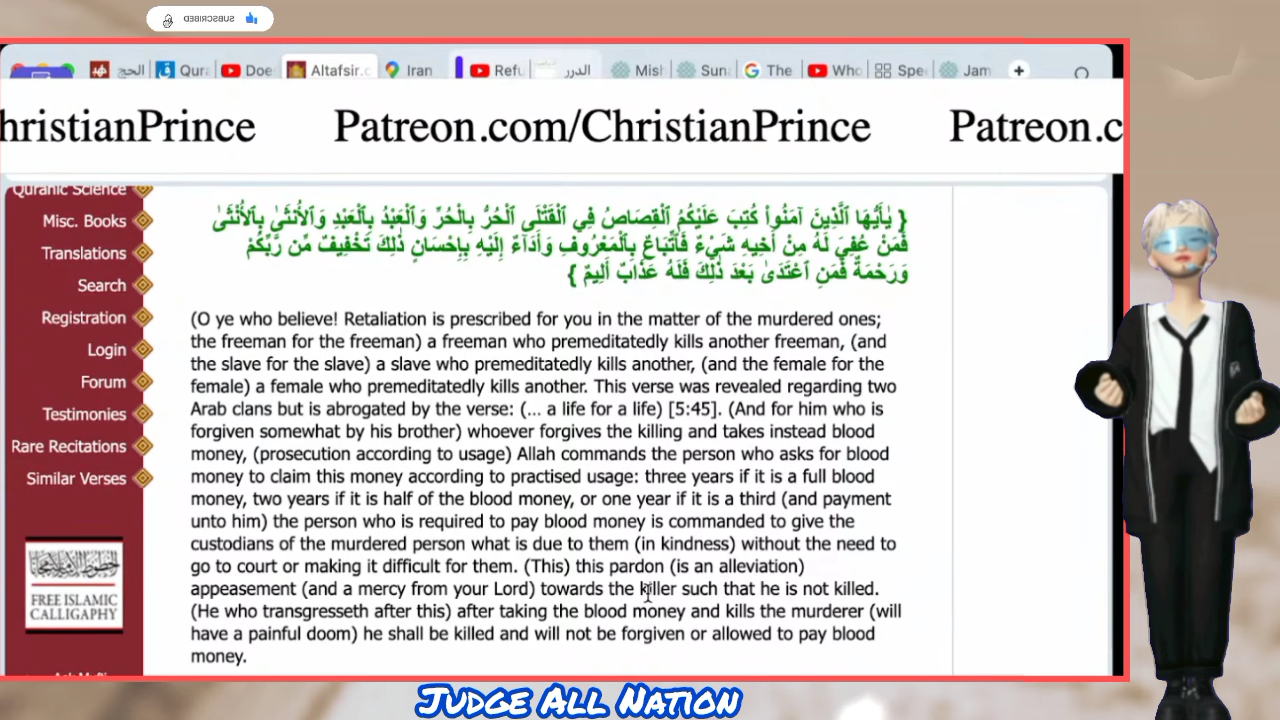 SUBSCRIBED
الحج
Qur
Doe
Altafsir.c
Iran
Refu
الدرر
Mish
Sun
The
Who
Spe
Jam
hristianPrince Patreon.com/ChristianPrince Patreon.c
Quranic Science
Misc. Books
Translations
Search
Registration
Login
Forum
Testimonies
Rare Recitations
Similar Verses
FREE ISLAMIC
CALLIGAPHY
{ يٰأَيُّهَا ٱلَّذِينَ آمَنُواْ كُتِبَ عَلَيْكُمُ ٱلْقِصَاصُ فِي ٱلْقَتْلَى ٱلْحُرُّ بِالْحُرِّ وَٱلْعَبْدُ بِٱلْعَبْدِ وَٱلأُنثَىٰ بِٱلأُنْثَىٰ
فَمَنْ عُفِيَ لَهُ مِنْ أَخِيهِ شَيْءٌ فَٱتِّبَاعٌ بِٱلْمَعْرُوفِ وَأَدَآءٌ إِلَيْهِ بِإِحْسَانٍ ذٰلِكَ تَخْفِيفٌ مِّن رَّبِّكُمْ
وَرَحْمَةٌ فَمَنِ ٱعْتَدَىٰ بَعْدَ ذٰلِكَ فَلَهُ عَذَابٌ أَلِيمٌ }
(O ye who believe! Retaliation is prescribed for you in the matter of the murdered ones;
the freeman for the freeman) a freeman who premeditatedly kills another freeman, (and
the slave for the slave) a slave who premeditatedly kills another, (and the female for the
female) a female who premeditatedly kills another. This verse was revealed regarding two
Arab clans but is abrogated by the verse: (... a life for a life) [5:45]. (And for him who is
forgiven somewhat by his brother) whoever forgives the killing and takes instead blood
money, (prosecution according to usage) Allah commands the person who asks for blood
money to claim this money according to practised usage: three years if it is a full blood
money, two years if it is half of the blood money, or one year if it is a third (and payment
unto him) the person who is required to pay blood money is commanded to give the
custodians of the murdered person what is due to them (in kindness) without the need to
go to court or making it difficult for them. (This) this pardon (is an alleviation)
appeasement (and a mercy from your Lord) towards the killer such that he is not killed.
(He who transgresseth after this) after taking the blood money and kills the murderer (will
have a painful doom) he shall be killed and will not be forgiven or allowed to pay blood
money.
JUDGE ALL NATION